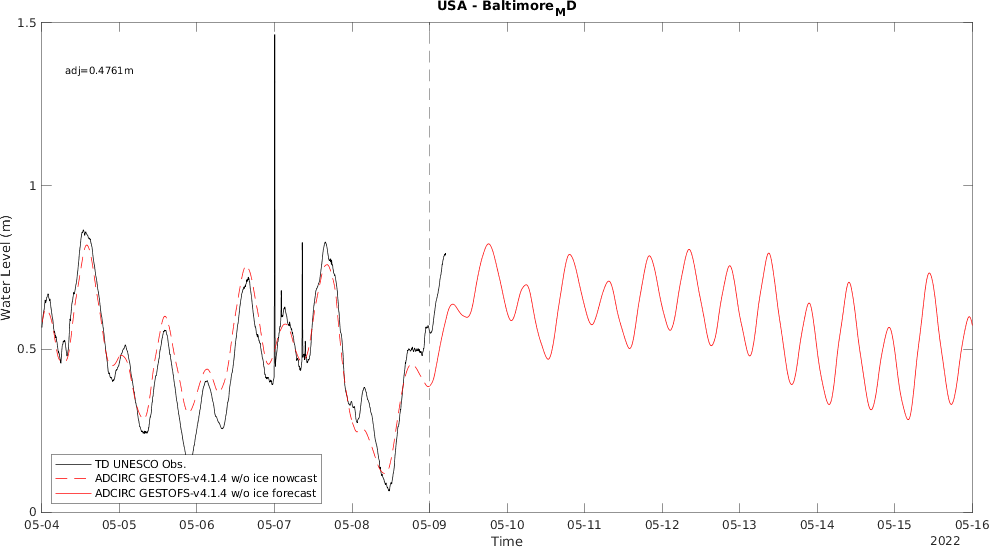 USA - Baltimore_MD
1.5
adj=0.4761m
1
Water Level (m)
0.5
TD UNESCO Obs.
ADCIRC GESTOFS-v4.1.4 w/o ice nowcast
ADCIRC GESTOFS-v4.1.4 w/o ice forecast
0
05-04 05-05 05-06 05-07 05-08 05-09 05-10 05-11 05-12 05-13 05-14 05-15 05-16
Time
2022